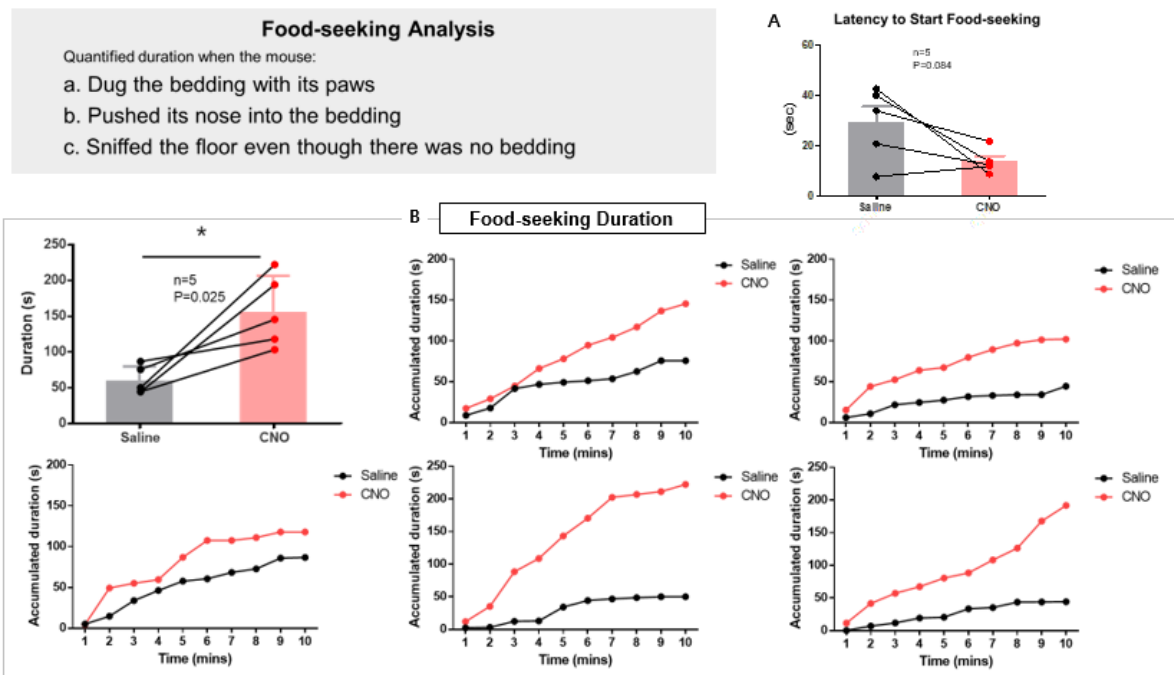 Food-seeking Analysis
Quantified duration when the mouse:
a. Dug the bedding with its paws
b. Pushed its nose into the bedding
c. Sniffed the floor even though there was no bedding
A
Latency to Start Food-seeking
n=5
P=0.084
60
40
20
0
(sec)
Saline
CNO
B
Food-seeking Duration
*
n=5
P=0.025
250
200
150
100
50
0
Duration (s)
Saline
CNO
Saline
CNO
200
150
100
50
0
Accumulated duration (s)
1 2 3 4 5 6 7 8 9 10
Time (mins)
Saline
CNO
200
150
100
50
0
Accumulated duration (s)
1 2 3 4 5 6 7 8 9 10
Time (mins)
Saline
CNO
200
150
100
50
0
Accumulated duration (s)
1 2 3 4 5 6 7 8 9 10
Time (mins)
Saline
CNO
250
200
150
100
50
0
Accumulated duration (s)
1 2 3 4 5 6 7 8 9 10
Time (mins)
Saline
CNO
250
200
150
100
50
0
Accumulated duration (s)
1 2 3 4 5 6 7 8 9 10
Time (mins)